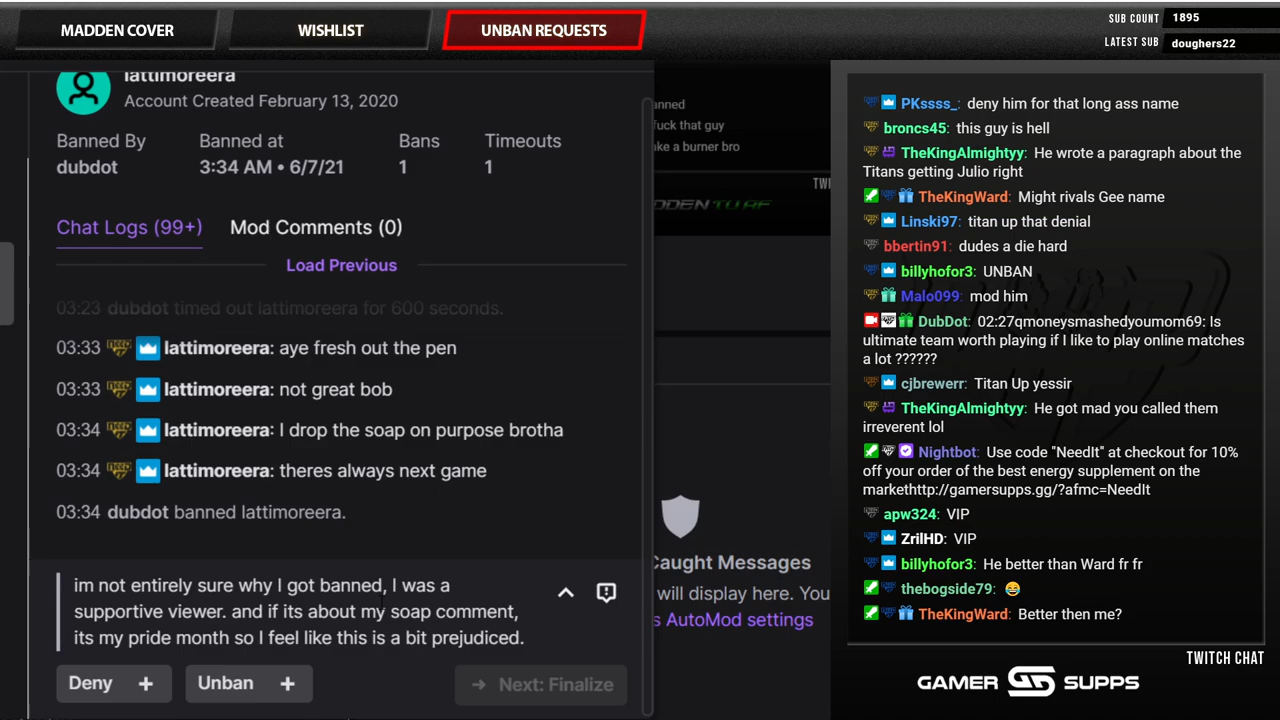 MADDEN COVER
WISHLIST
UNBAN REQUESTS
SUB COUNT 1895
LATEST SUB doughers22
lattimoreera
Account Created February 13, 2020
Banned By
Banned at
Bans
Timeouts
dubdot
3:34 AM • 6/7/21
1
1
Chat Logs (99+)
Mod Comments (0)
Load Previous
03:23 dubdot timed out lattimoreera for 600 seconds.
03:33 lattimoreera: aye fresh out the pen
03:33 lattimoreera: not great bob
03:34 lattimoreera: I drop the soap on purpose brotha
03:34 lattimoreera: theres always next game
03:34 dubdot banned lattimoreera.
im not entirely sure why I got banned, I was a
supportive viewer. and if its about my soap comment,
its my pride month so I feel like this is a bit prejudiced.
Deny +
Unban +
Next: Finalize
anned
fuck that guy
ake a burner bro
TWI
DDEN TU AF
Caught Messages
will display here. You
s AutoMod settings
PKssss_: deny him for that long ass name
broncs45: this guy is hell
TheKingAlmightyy: He wrote a paragraph about the
Titans getting Julio right
TheKingWard: Might rivals Gee name
Linski97: titan up that denial
bbertin91: dudes a die hard
billyhofor3: UNBAN
Malo099: mod him
DubDot: 02:27qmoneysmashedyoumom69: Is
ultimate team worth playing if I like to play online matches
a lot ??????
cjbrewerr: Titan Up yessir
TheKingAlmightyy: He got mad you called them
irreverent lol
Nightbot: Use code "NeedIt" at checkout for 10%
off your order of the best energy supplement on the
markethttp://gamersupps.gg/?afmc=NeedIt
apw324: VIP
ZrilHD: VIP
billyhofor3: He better than Ward fr fr
thebogside79: 😂
TheKingWard: Better then me?
TWITCH CHAT
GAMER SUPPS